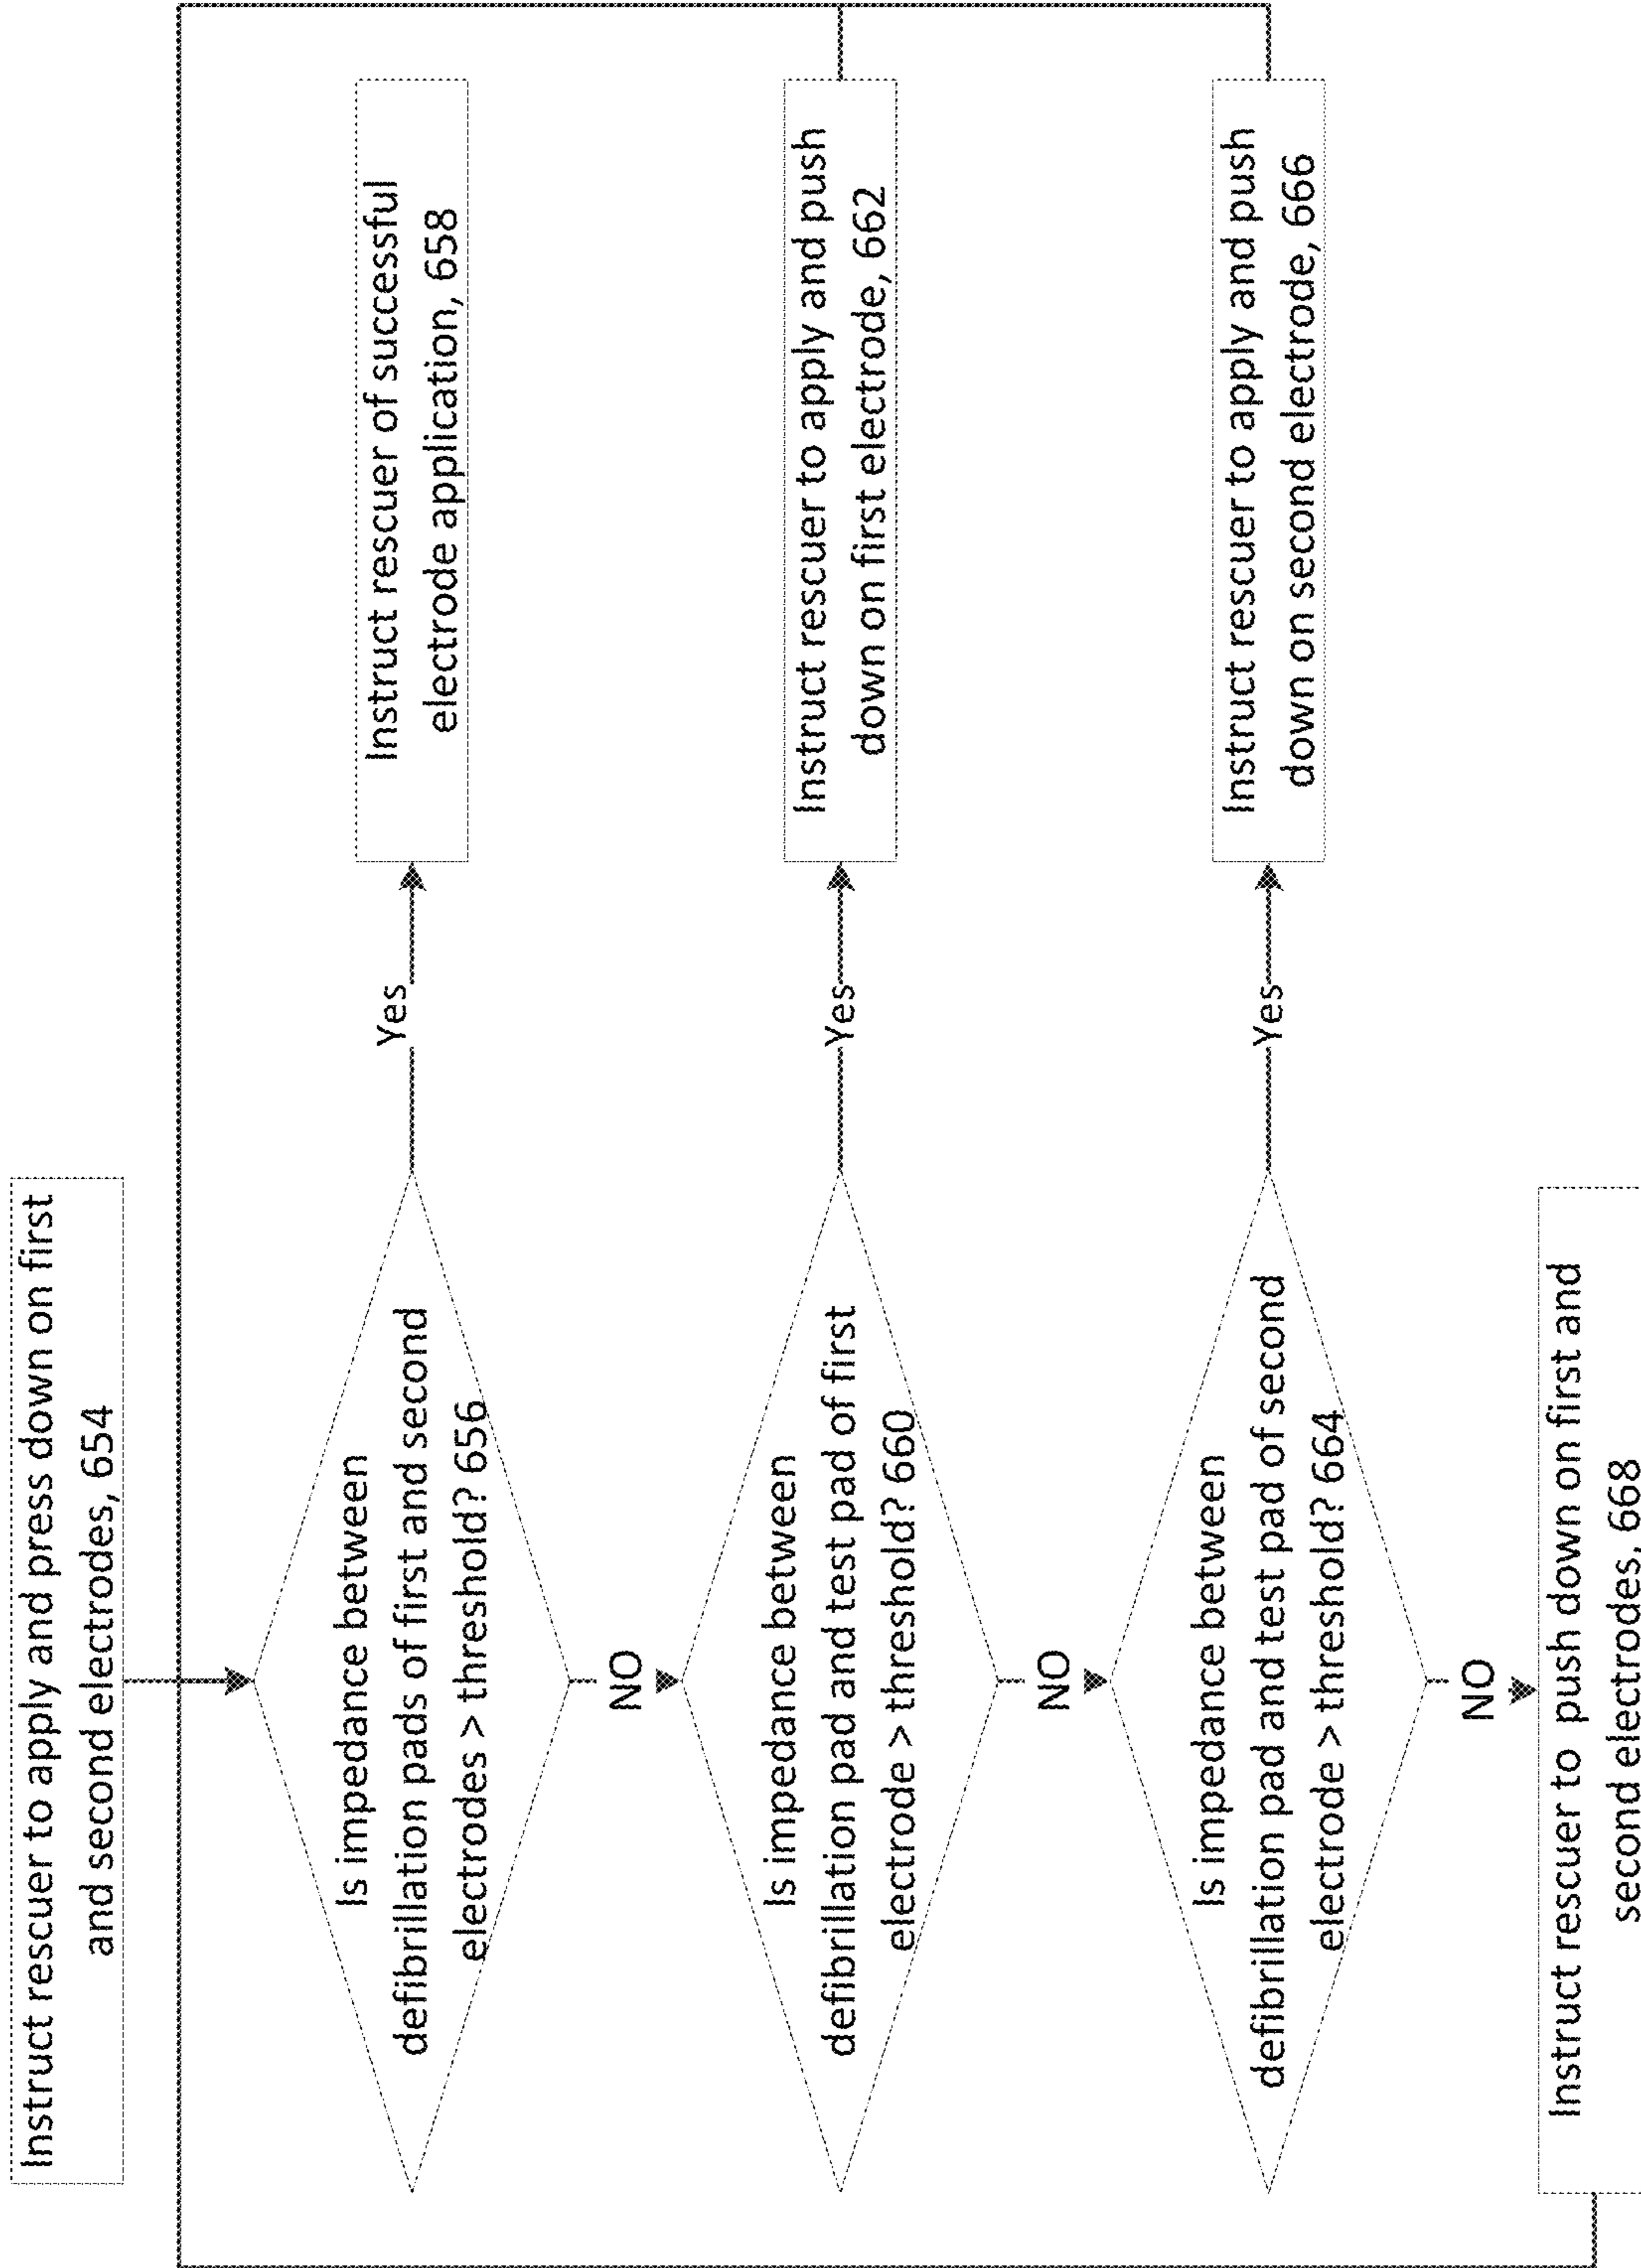 Instruct rescuer to apply and press down on first
and second electrodes, 654
Is impedance between
defibrillation pads of first and second
electrodes > threshold? 656
Yes
Instruct rescuer of successful
electrode application, 658
NO
Is impedance between
defibrillation pad and test pad of first
electrode > threshold? 660
Yes
Instruct rescuer to apply and push
down on first electrode, 662
NO
Is impedance between
defibrillation pad and test pad of second
electrode > threshold? 664
Yes
Instruct rescuer to apply and push
down on second electrode, 666
NO
Instruct rescuer to push down on first and
second electrodes, 668